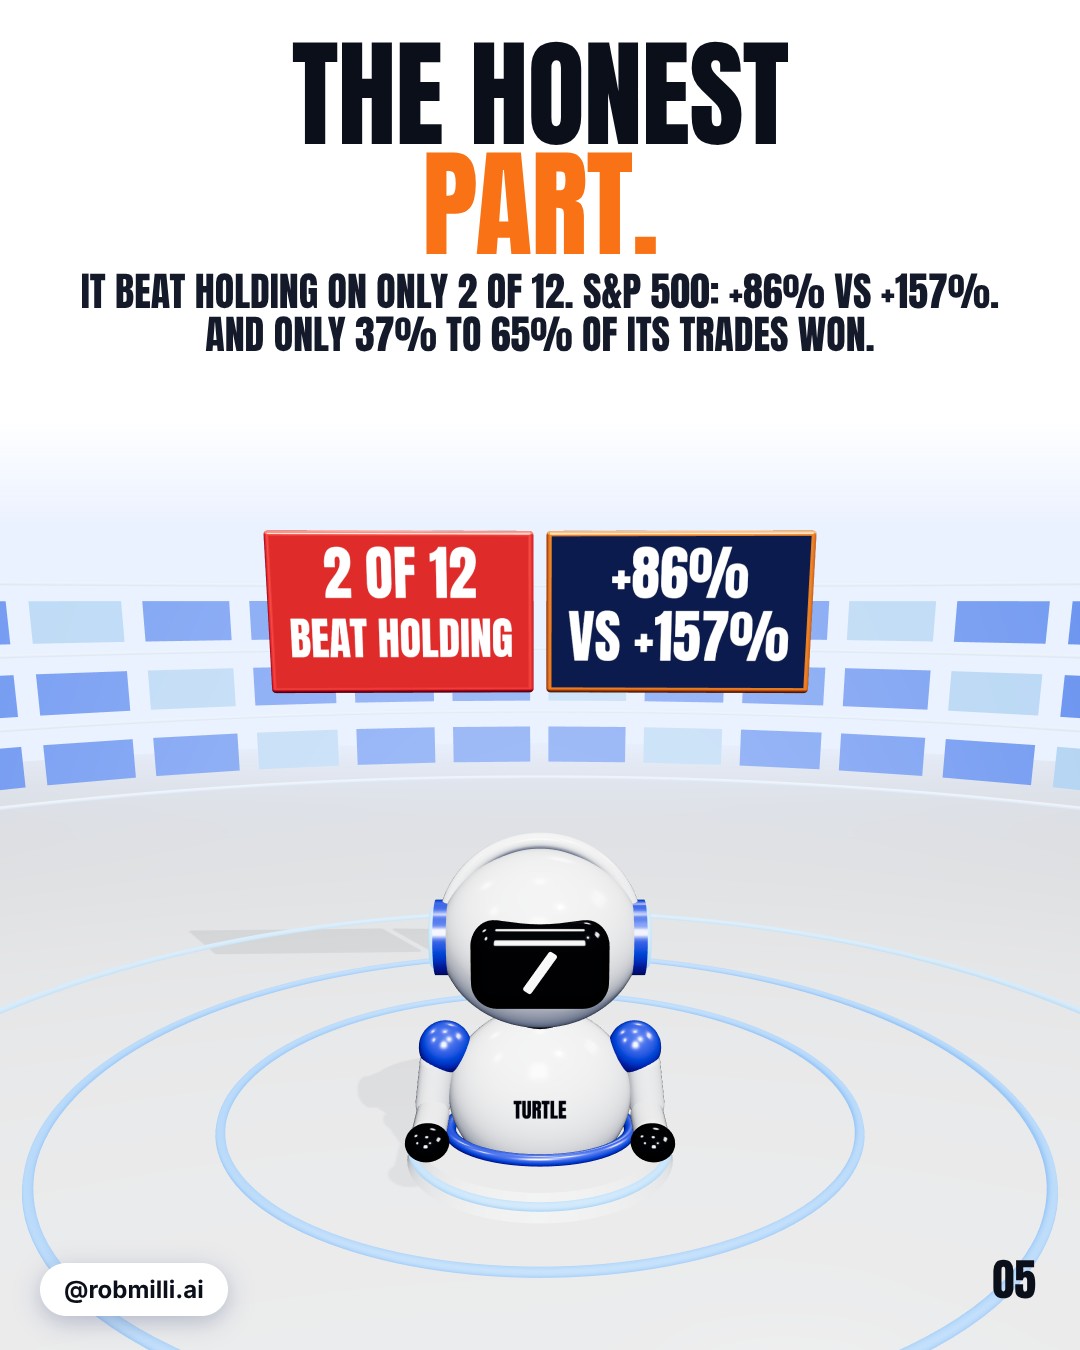 THE HONEST
PART.
IT BEAT HOLDING ON ONLY 2 OF 12. S&P 500: +86% VS +157%.
AND ONLY 37% TO 65% OF ITS TRADES WON.
2 OF 12
BEAT HOLDING
+86%
VS +157%
TURTLE
@robmilli.ai
05